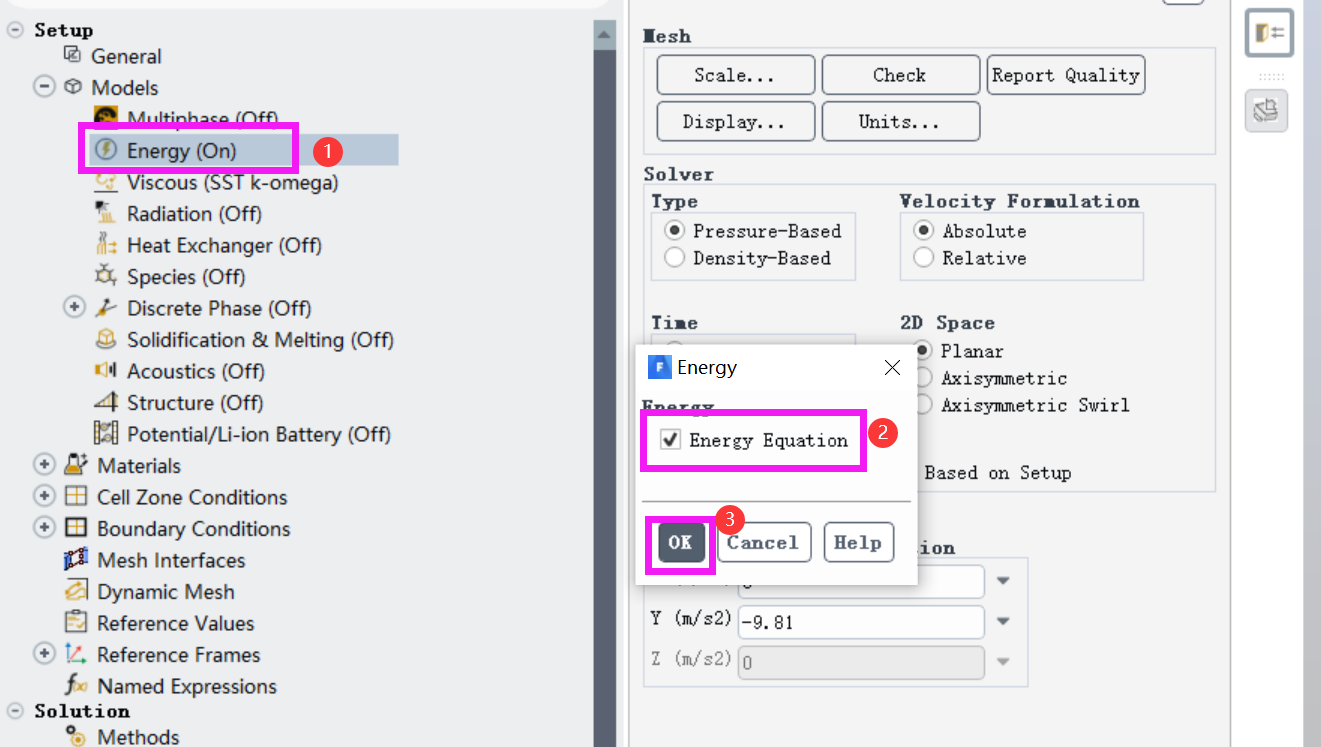 Setup
General
Models
Multiphase (Off)
Energy (On)
1
Viscous (SST k-omega)
Radiation (Off)
Heat Exchanger (Off)
Species (Off)
Discrete Phase (Off)
Solidification & Melting (Off)
Acoustics (Off)
Structure (Off)
Potential/Li-ion Battery (Off)
Materials
Cell Zone Conditions
Boundary Conditions
Mesh Interfaces
Dynamic Mesh
Reference Values
Reference Frames
Named Expressions
Solution
Methods
Mesh
Scale... Check Report Quality
Display... Units...
Solver
Type
Pressure-Based
Density-Based
Velocity Formulation
Absolute
Relative
Time
2D Space
Planar
Axisymmetric
Axisymmetric Swirl
Based on Setup
Energy
Energy
Energy Equation
2
3
OK Cancel Help
Y (m/s2) -9.81
Z (m/s2) 0